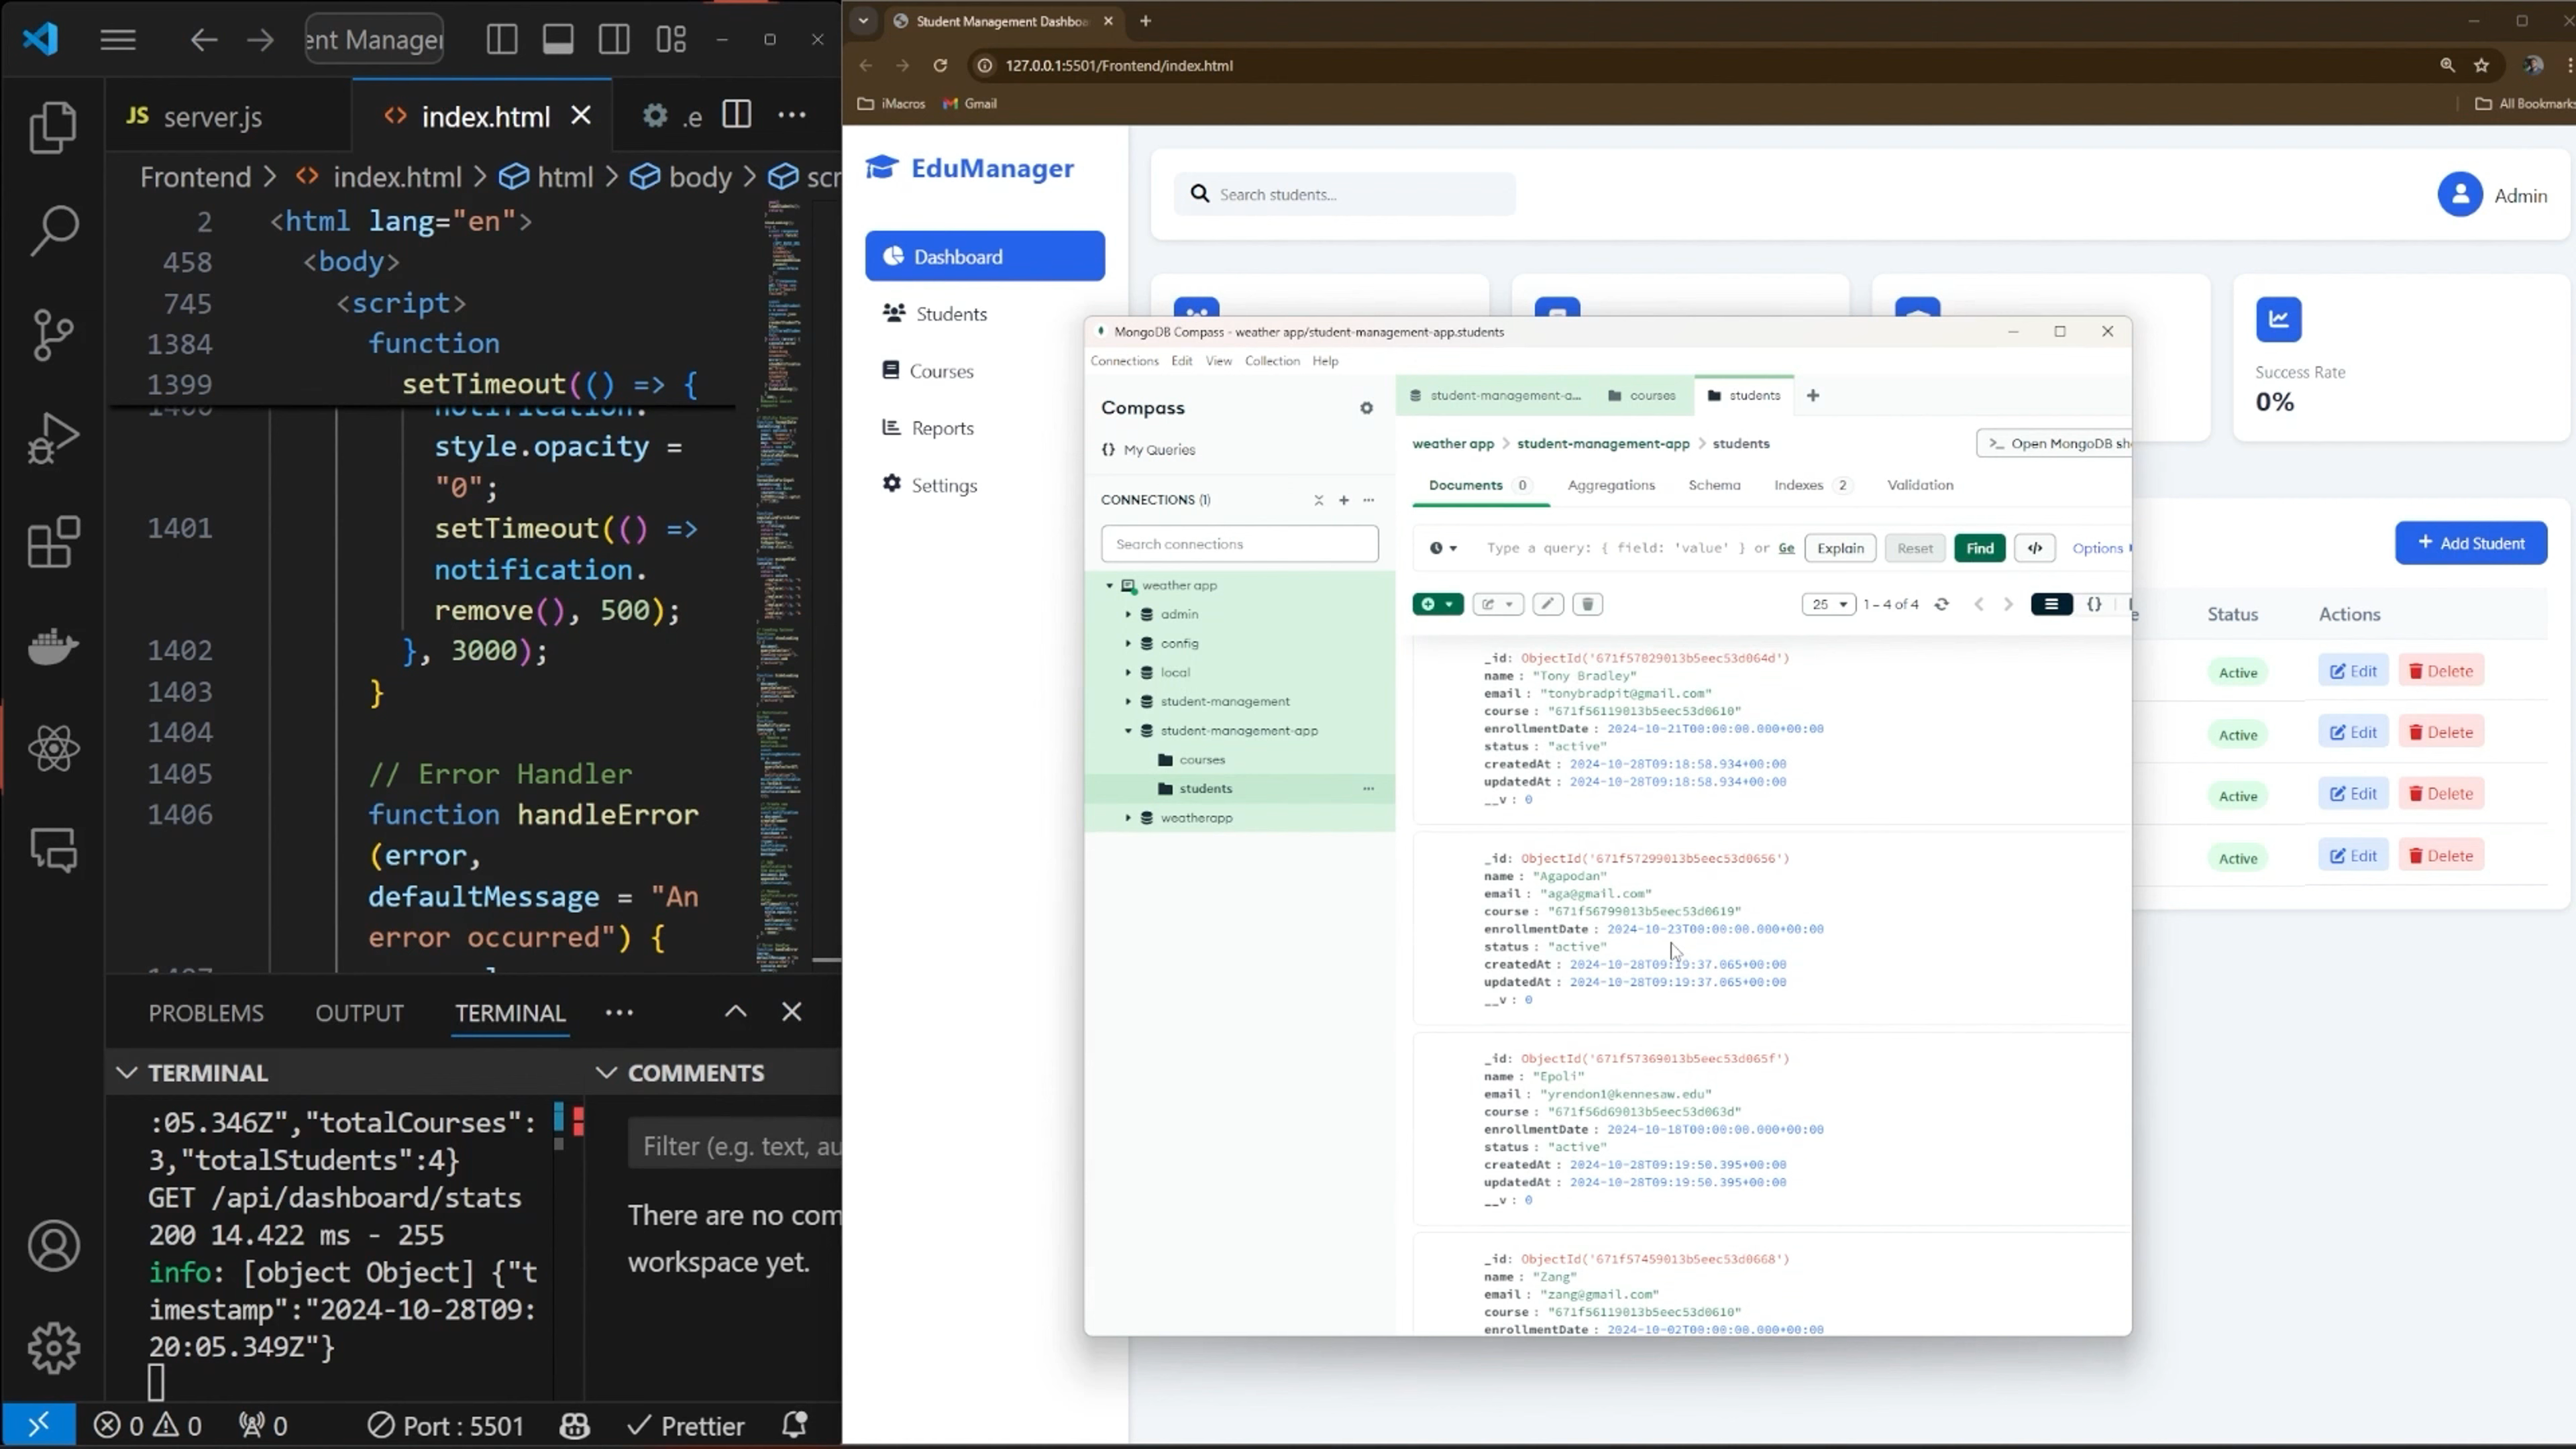 ent Manager
JS server.js
index.html
.e
Frontend > index.html > html > body > scr
2 <html lang="en">
458 <body>
745 <script>
1384 function
1399 setTimeout(() => {
1400 notification.
style.opacity =
"0";
1401 setTimeout(() =>
notification.
remove(), 500);
1402 }, 3000);
1403 }
1404
1405 // Error Handler
1406 function handleError
(error,
defaultMessage = "An
error occurred") {
PROBLEMS OUTPUT TERMINAL
TERMINAL
:05.346Z","totalCourses":
3,"totalStudents":4}
GET /api/dashboard/stats
200 14.422 ms - 255
info: [object Object] {"t
imestamp":"2024-10-28T09:
20:05.349Z"}
COMMENTS
Filter (e.g. text, au
There are no com
workspace yet.
0 0 0 Port : 5501 Prettier
Student Management Dashboa
127.0.0.1:5501/Frontend/index.html
iMacros Gmail All Bookmarks
EduManager
Search students...
Admin
Dashboard
Students
Courses
Reports
Settings
Success Rate
0%
+ Add Student
Status Actions
Active Edit Delete
Active Edit Delete
Active Edit Delete
Active Edit Delete
MongoDB Compass - weather app/student-management-app.students
Connections Edit View Collection Help
Compass
{} My Queries
CONNECTIONS (1)
Search connections
weather app
admin
config
local
student-management
student-management-app
courses
students
weatherapp
student-management-a... courses students
weather app > student-management-app > students
>_ Open MongoDB she
Documents 0 Aggregations Schema Indexes 2 Validation
Type a query: { field: 'value' } or Ge Explain Reset Find </> Options
25 1 – 4 of 4 {}
_id: ObjectId('671f57029013b5eec53d064d')
name : "Tony Bradley"
email : "tonybradpit@gmail.com"
course : "671f56119013b5eec53d0610"
enrollmentDate : 2024-10-21T00:00:00.000+00:00
status : "active"
createdAt : 2024-10-28T09:18:58.934+00:00
updatedAt : 2024-10-28T09:18:58.934+00:00
__v : 0
_id: ObjectId('671f57299013b5eec53d0656')
name : "Agapodan"
email : "aga@gmail.com"
course : "671f56799013b5eec53d0619"
enrollmentDate : 2024-10-23T00:00:00.000+00:00
status : "active"
createdAt : 2024-10-28T09:19:37.065+00:00
updatedAt : 2024-10-28T09:19:37.065+00:00
__v : 0
_id: ObjectId('671f57369013b5eec53d065f')
name : "Epoli"
email : "yrendon1@kennesaw.edu"
course : "671f56d69013b5eec53d063d"
enrollmentDate : 2024-10-18T00:00:00.000+00:00
status : "active"
createdAt : 2024-10-28T09:19:50.395+00:00
updatedAt : 2024-10-28T09:19:50.395+00:00
__v : 0
_id: ObjectId('671f57459013b5eec53d0668')
name : "Zang"
email : "zang@gmail.com"
course : "671f56119013b5eec53d0610"
enrollmentDate : 2024-10-02T00:00:00.000+00:00